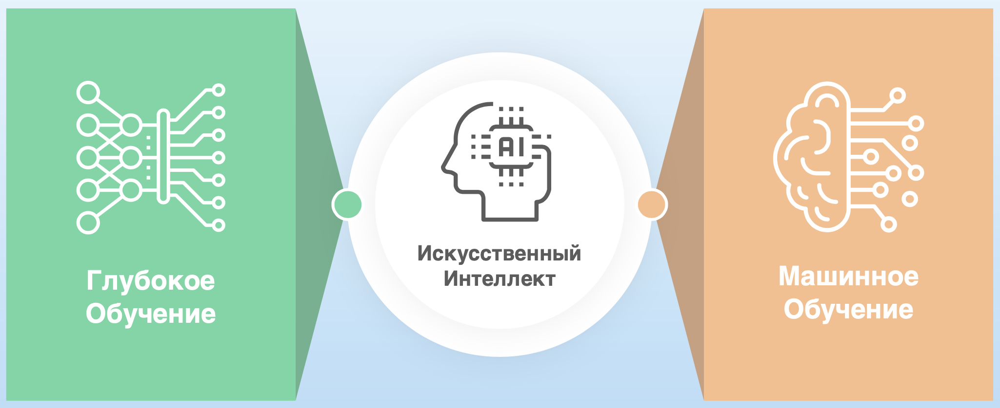 Глубокое
Обучение
AI
Искусственный
Интеллект
Машинное
Обучение